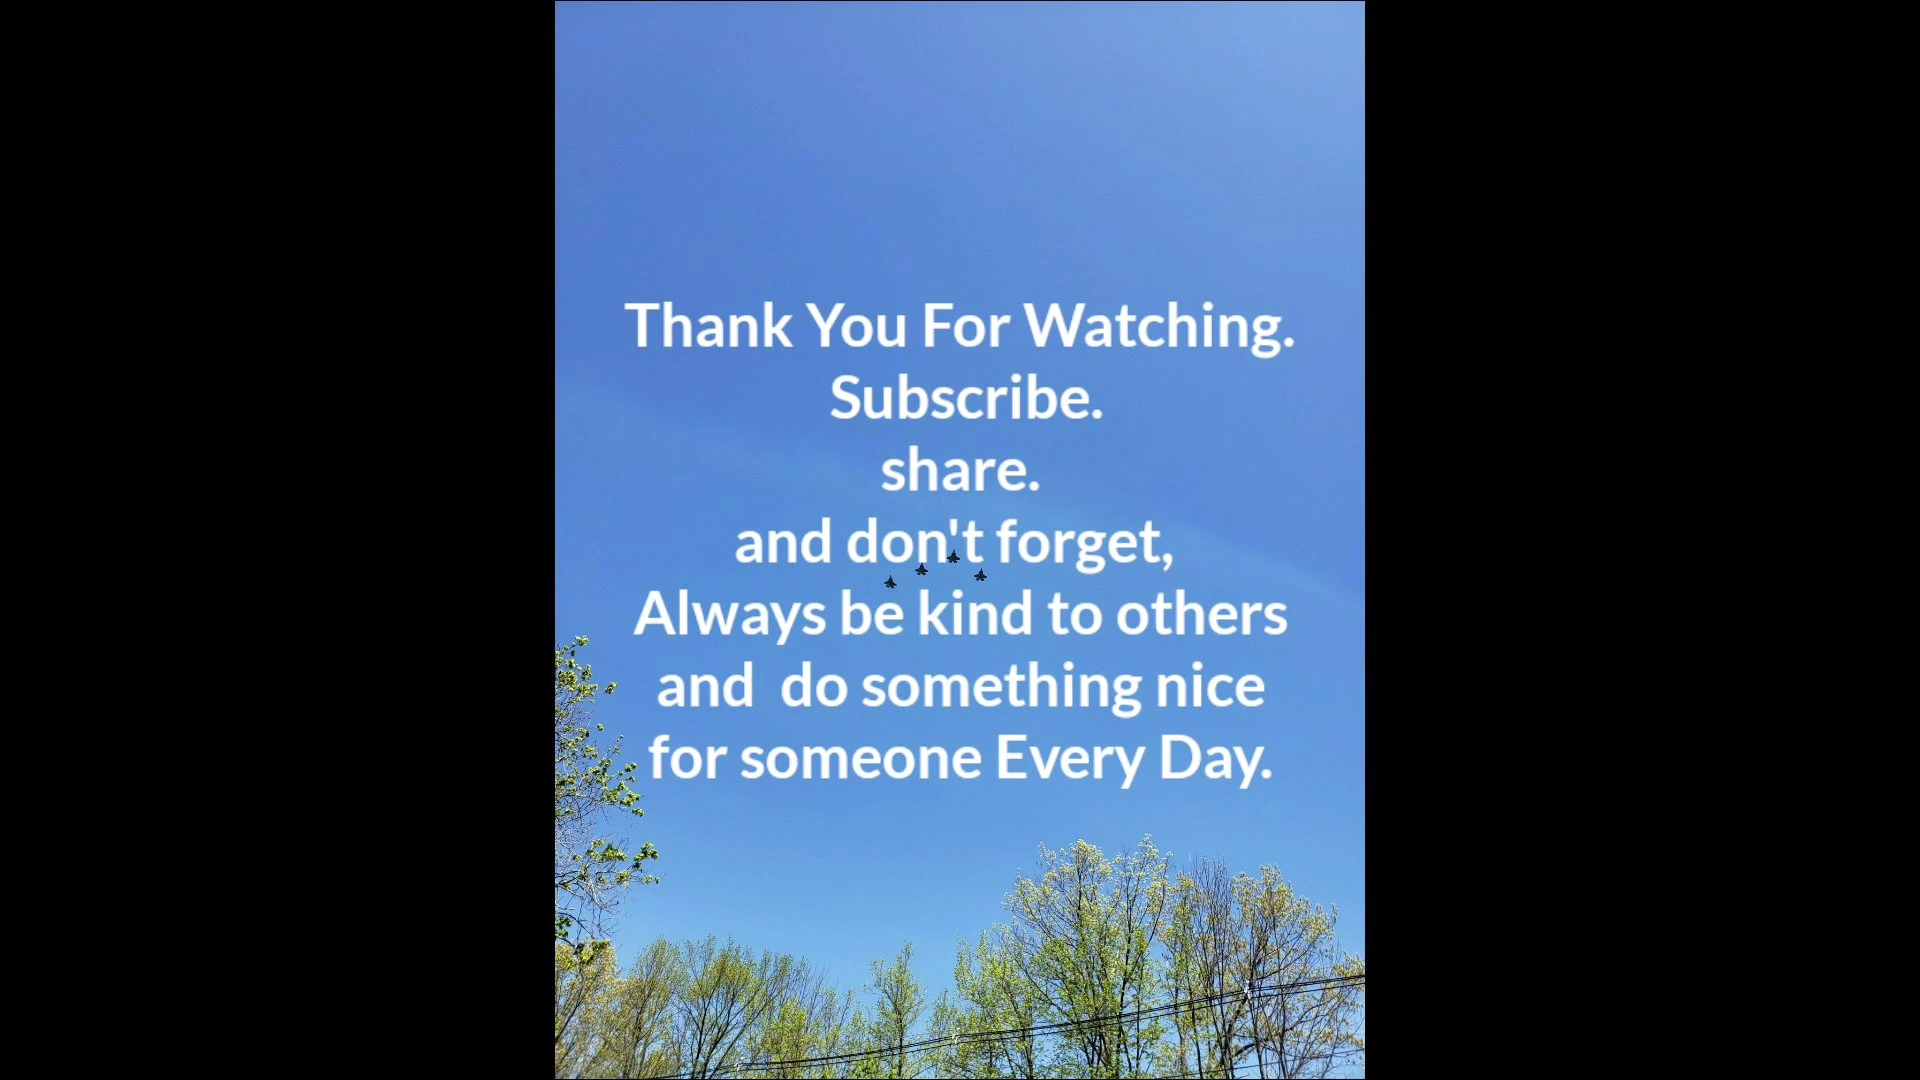 Thank You For Watching.
Subscribe.
share.
and don't forget,
Always be kind to others
and  do something nice
for someone Every Day.